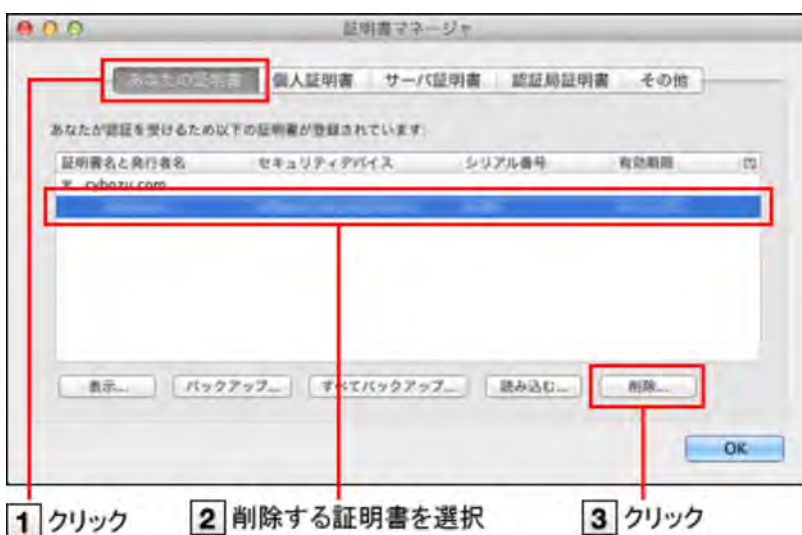 証明書マネージャ
あなたの証明書 個人証明書 サーバ証明書 認証局証明書 その他
あなたが認証を受けるため以下の証明書が登録されています:
証明書名と発行者名 セキュリティデバイス シリアル番号 有効期限
▼ cybozu.com
表示... バックアップ... すべてバックアップ... 読み込む... 削除...
OK
1 クリック 2 削除する証明書を選択 3 クリック